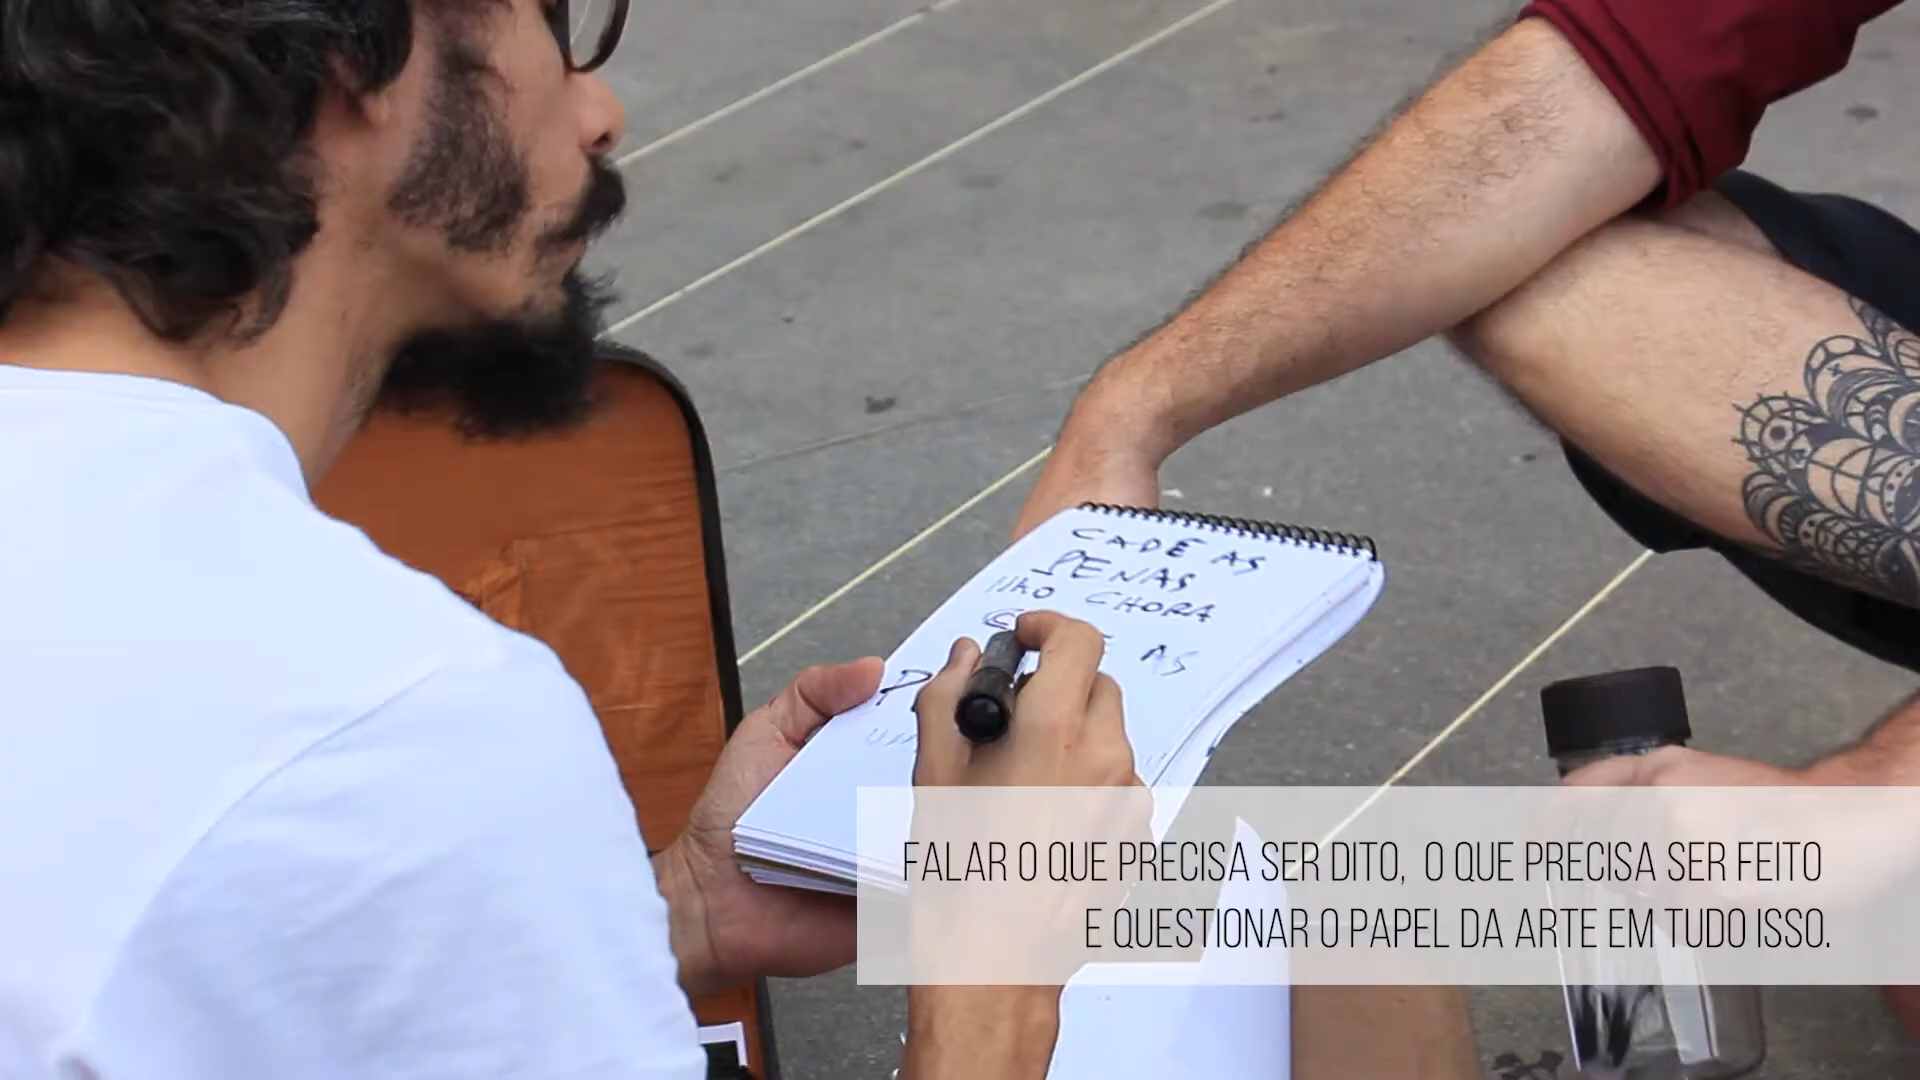 CADÊ AS
PENAS
NÃO CHORA
AS
FALAR O QUE PRECISA SER DITO, O QUE PRECISA SER FEITO
E QUESTIONAR O PAPEL DA ARTE EM TUDO ISSO.